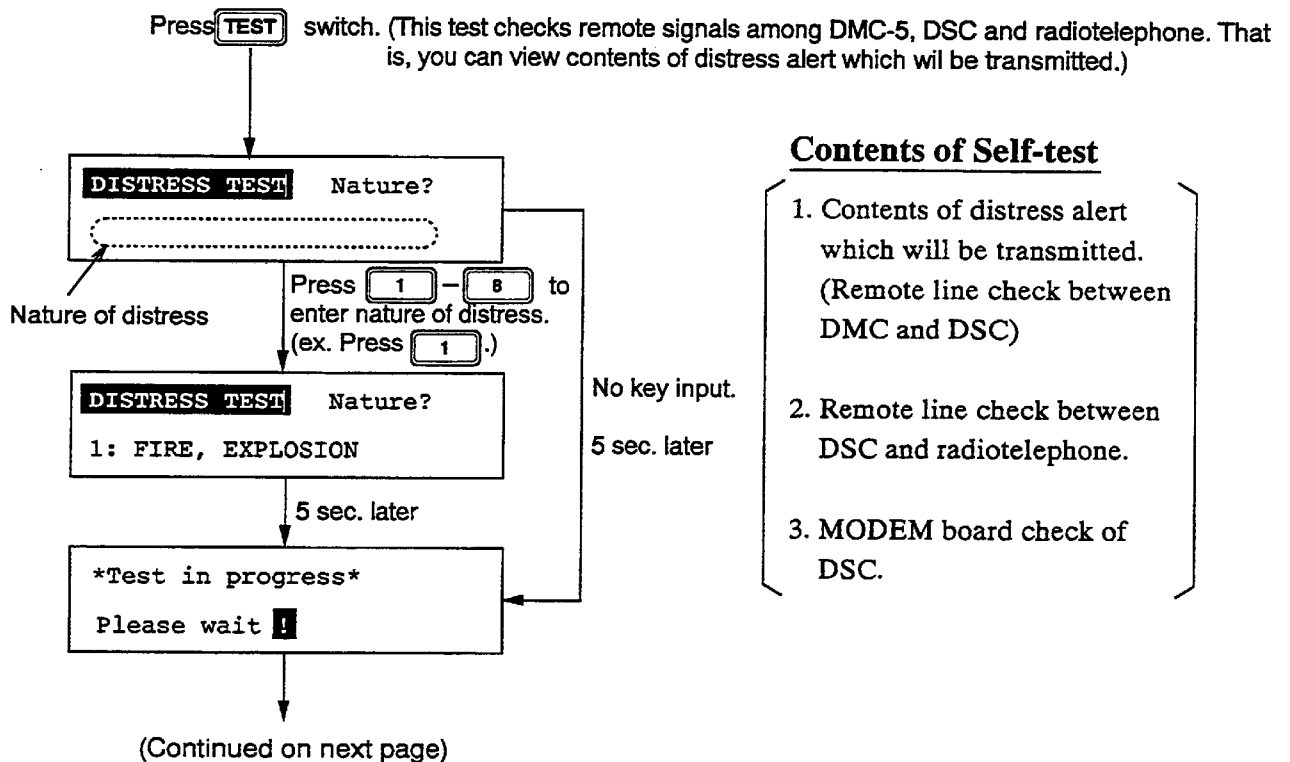 Press TEST switch. (This test checks remote signals among DMC-5, DSC and radiotelephone. That
is, you can view contents of distress alert which wil be transmitted.)
DISTRESS TEST Nature?
Nature of distress
Press 1 – 8 to
enter nature of distress.
(ex. Press 1 .)
DISTRESS TEST Nature?
1: FIRE, EXPLOSION
No key input.
5 sec. later
5 sec. later
*Test in progress*
Please wait !
(Continued on next page)
Contents of Self-test
1. Contents of distress alert
which will be transmitted.
(Remote line check between
DMC and DSC)
2. Remote line check between
DSC and radiotelephone.
3. MODEM board check of
DSC.